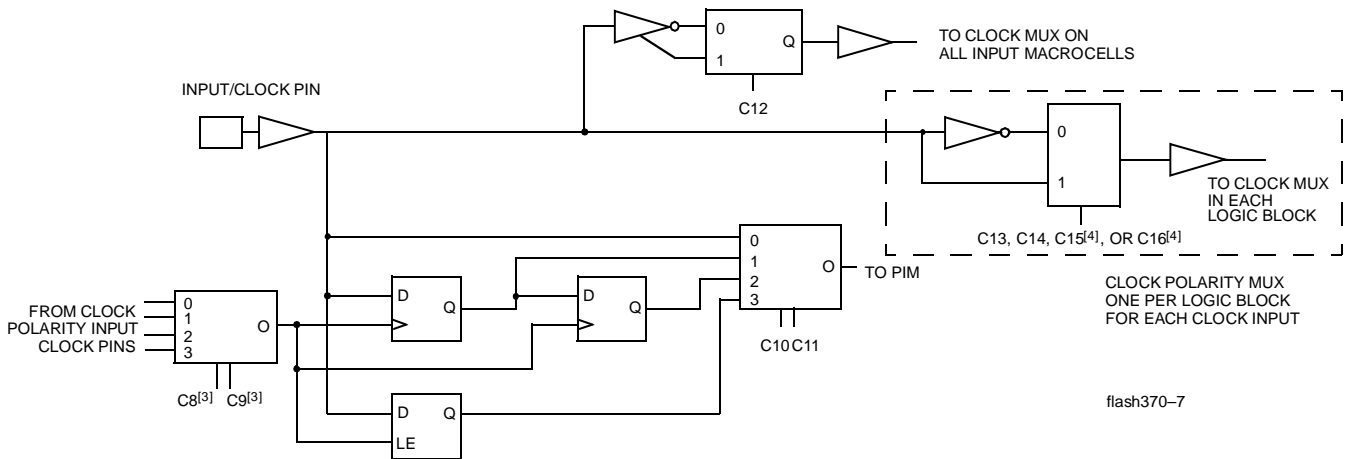 0
Q
1
C12
TO CLOCK MUX ON
ALL INPUT MACROCELLS
INPUT/CLOCK PIN
0
1
TO CLOCK MUX
IN EACH
LOGIC BLOCK
C13, C14, C15[4], OR C16[4]
CLOCK POLARITY MUX
ONE PER LOGIC BLOCK
FOR EACH CLOCK INPUT
0
1
2
3
O
TO PIM
C10 C11
D
Q
D
Q
FROM CLOCK
POLARITY INPUT
CLOCK PINS
0
1
2
3
O
C8[3] C9[3]
D
Q
LE
flash370–7